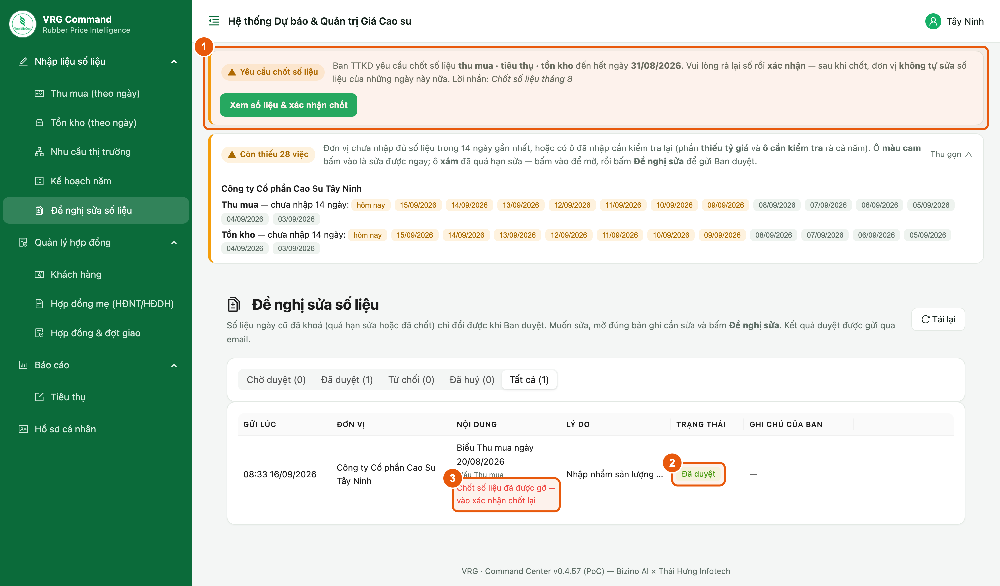 VRG Command
Rubber Price Intelligence
Nhập liệu số liệu
Thu mua (theo ngày)
Tồn kho (theo ngày)
Nhu cầu thị trường
Kế hoạch năm
Đề nghị sửa số liệu
Quản lý hợp đồng
Khách hàng
Hợp đồng mẹ (HĐNT/HĐDH)
Hợp đồng & đợt giao
Báo cáo
Tiêu thụ
Hồ sơ cá nhân
Hệ thống Dự báo & Quản trị Giá Cao su
Tây Ninh
1
Yêu cầu chốt số liệu
Ban TTKD yêu cầu chốt số liệu thu mua · tiêu thụ · tồn kho đến hết ngày 31/08/2026. Vui lòng rà lại số rồi xác nhận — sau khi chốt, đơn vị không tự sửa số
liệu của những ngày này nữa. Lời nhắn: Chốt số liệu tháng 8
Xem số liệu & xác nhận chốt
Còn thiếu 28 việc
Đơn vị chưa nhập đủ số liệu trong 14 ngày gần nhất, hoặc có ô đã nhập cần kiểm tra lại (phần thiếu tỷ giá và ô cần kiểm tra rà cả năm). Ô màu cam
bấm vào là sửa được ngay; ô xám đã quá hạn sửa — bấm vào để mở, rồi bấm Đề nghị sửa để gửi Ban duyệt.
Thu gọn
Công ty Cổ phần Cao Su Tây Ninh
Thu mua — chưa nhập 14 ngày: hôm nay 15/09/2026 14/09/2026 13/09/2026 12/09/2026 11/09/2026 10/09/2026 09/09/2026 08/09/2026 07/09/2026 06/09/2026 05/09/2026
04/09/2026 03/09/2026
Tồn kho — chưa nhập 14 ngày: hôm nay 15/09/2026 14/09/2026 13/09/2026 12/09/2026 11/09/2026 10/09/2026 09/09/2026 08/09/2026 07/09/2026 06/09/2026 05/09/2026
04/09/2026 03/09/2026
Đề nghị sửa số liệu
Số liệu ngày cũ đã khoá (quá hạn sửa hoặc đã chốt) chỉ đổi được khi Ban duyệt. Muốn sửa, mở đúng bản ghi cần sửa và bấm Đề nghị sửa. Kết quả duyệt được gửi qua
email.
Tải lại
Chờ duyệt (0) Đã duyệt (1) Từ chối (0) Đã huỷ (0) Tất cả (1)
GỬI LÚC ĐƠN VỊ NỘI DUNG LÝ DO TRẠNG THÁI GHI CHÚ CỦA BAN
08:33 16/09/2026
Công ty Cổ phần Cao Su
Tây Ninh
Biểu Thu mua ngày
20/08/2026
Thu mua
3
Chốt số liệu đã được gỡ —
vào xác nhận chốt lại
Nhập nhầm sản lượng ...
2
Đã duyệt
—
VRG · Command Center v0.4.57 (PoC) — Bizino AI × Thái Hưng Infotech